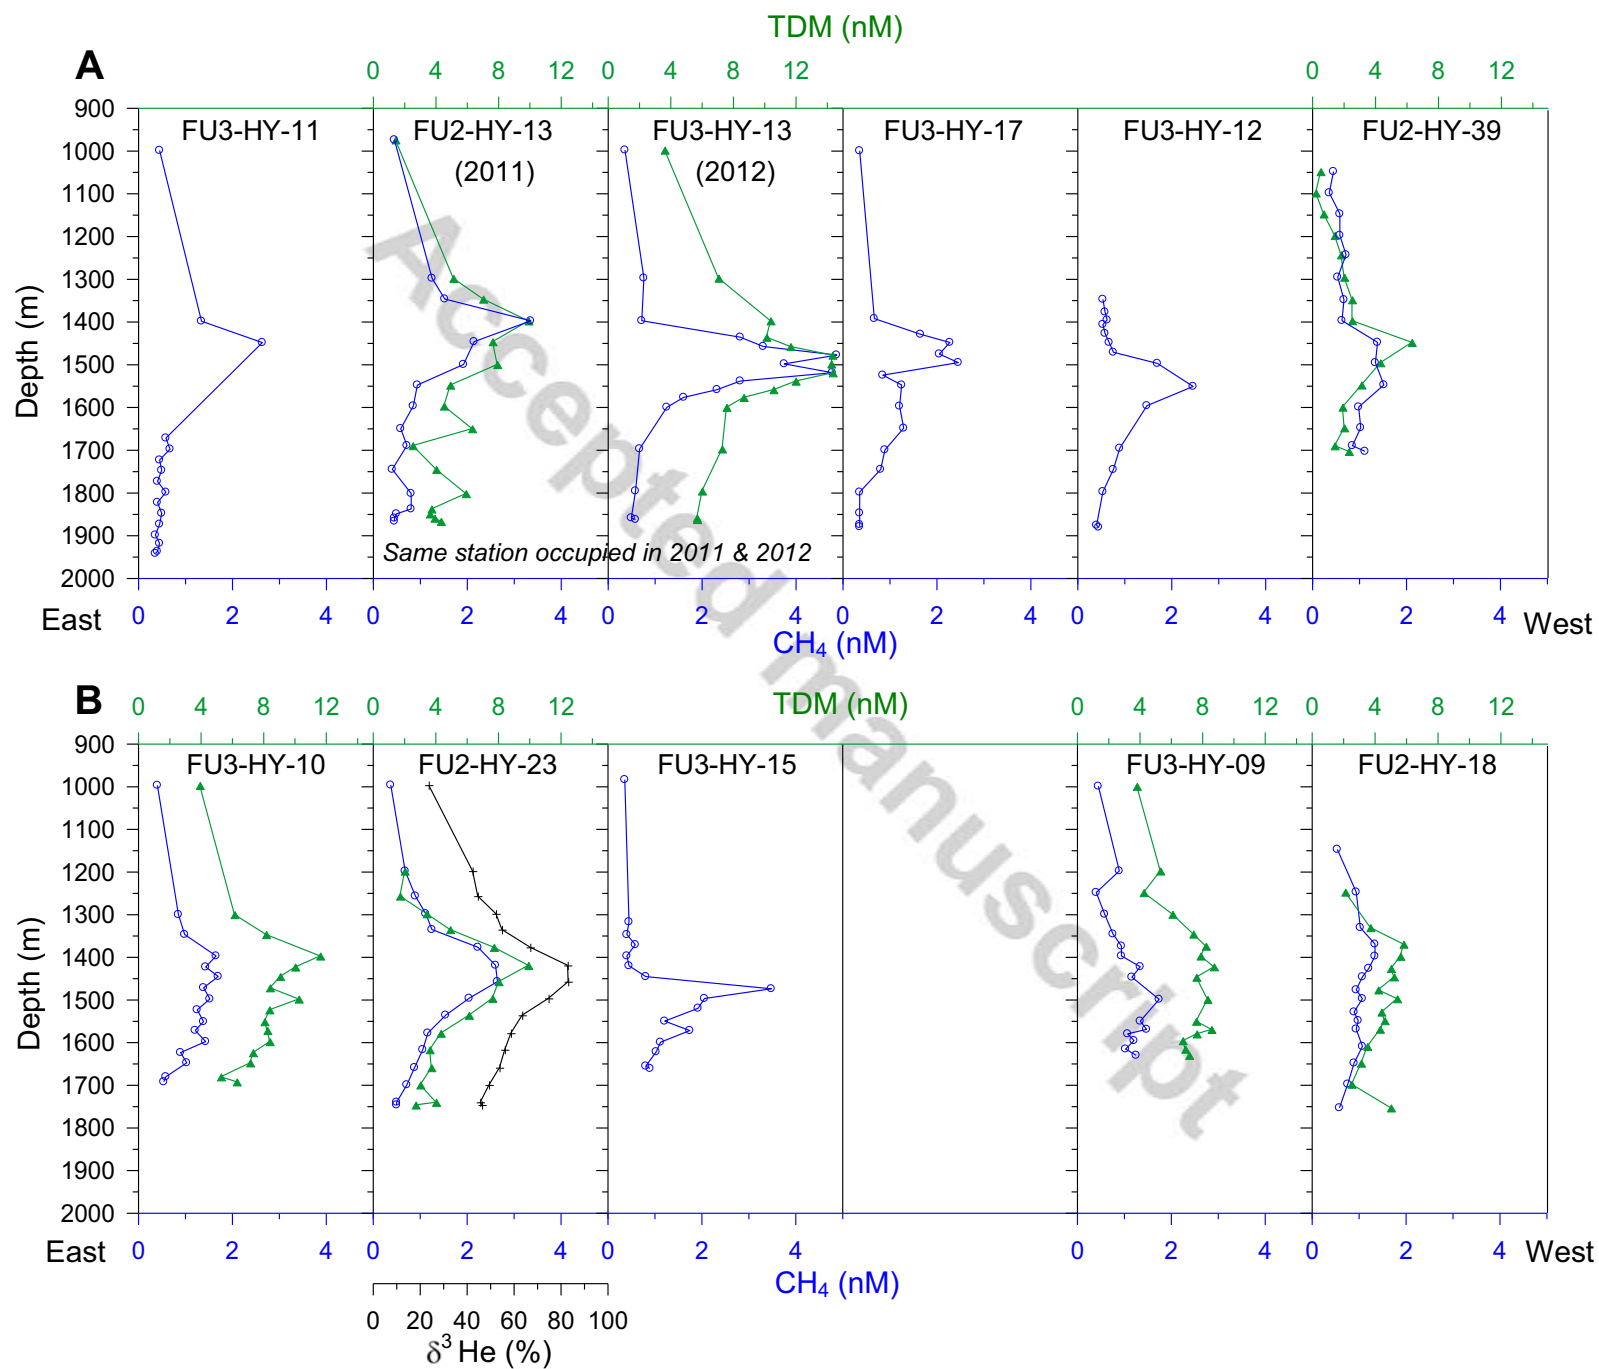 TDM (nM)
A
0 4 8 12 0 4 8 12 0 4 8 12
900
FU3-HY-11 FU2-HY-13 FU3-HY-13 FU3-HY-17 FU3-HY-12 FU2-HY-39
(2011) (2012)
1000
1100
1200
1300
1400
1500
1600
1700
1800
1900
2000
Depth (m)
Same station occupied in 2011 & 2012
East 0 2 4 0 2 4 0 2 4 0 2 4 0 2 4 0 2 4 West
CH4 (nM)
Accepted manuscript
B
TDM (nM)
0 4 8 12 0 4 8 12 0 4 8 12 0 4 8 12
900
FU3-HY-10 FU2-HY-23 FU3-HY-15 FU3-HY-09 FU2-HY-18
1000
1100
1200
1300
1400
1500
1600
1700
1800
1900
2000
Depth (m)
East 0 2 4 0 2 4 0 2 4 0 2 4 0 2 4 West
CH4 (nM)
0 20 40 60 80 100
δ3 He (%)